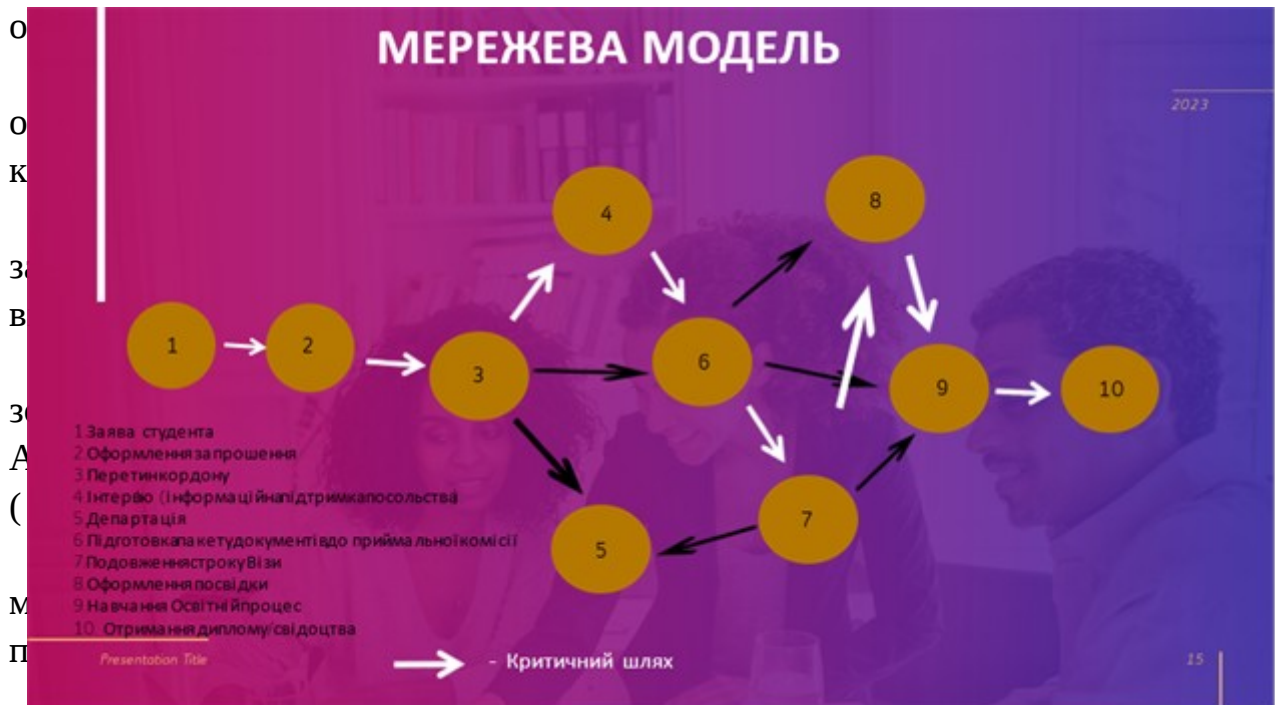 МЕРЕЖЕВА МОДЕЛЬ
2023
4
8
1
2
3
6
9
10
7
5
1 Заява студента
2.Оформлення запрошення
3 Перетин кордону
4 Інтервю (інформаційна підтримка посольства)
5 Департація
6 Підготовка пакету документів до приймальної комісії
7 Подовження строку Візи
8 Оформлення посвідки
9 Навчання Освітній процес
10. Отримання диплому/свідоцтва
- Критичний шлях
Presentation Title
15